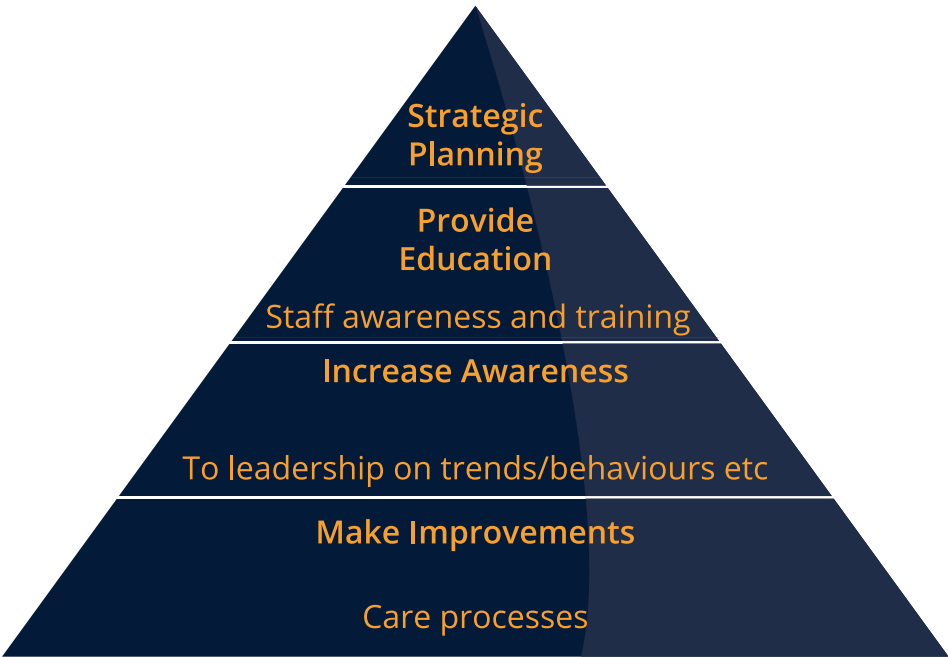 Strategic
Planning
Provide
Education
Staff awareness and training
Increase Awareness
To leadership on trends/behaviours etc
Make Improvements
Care processes